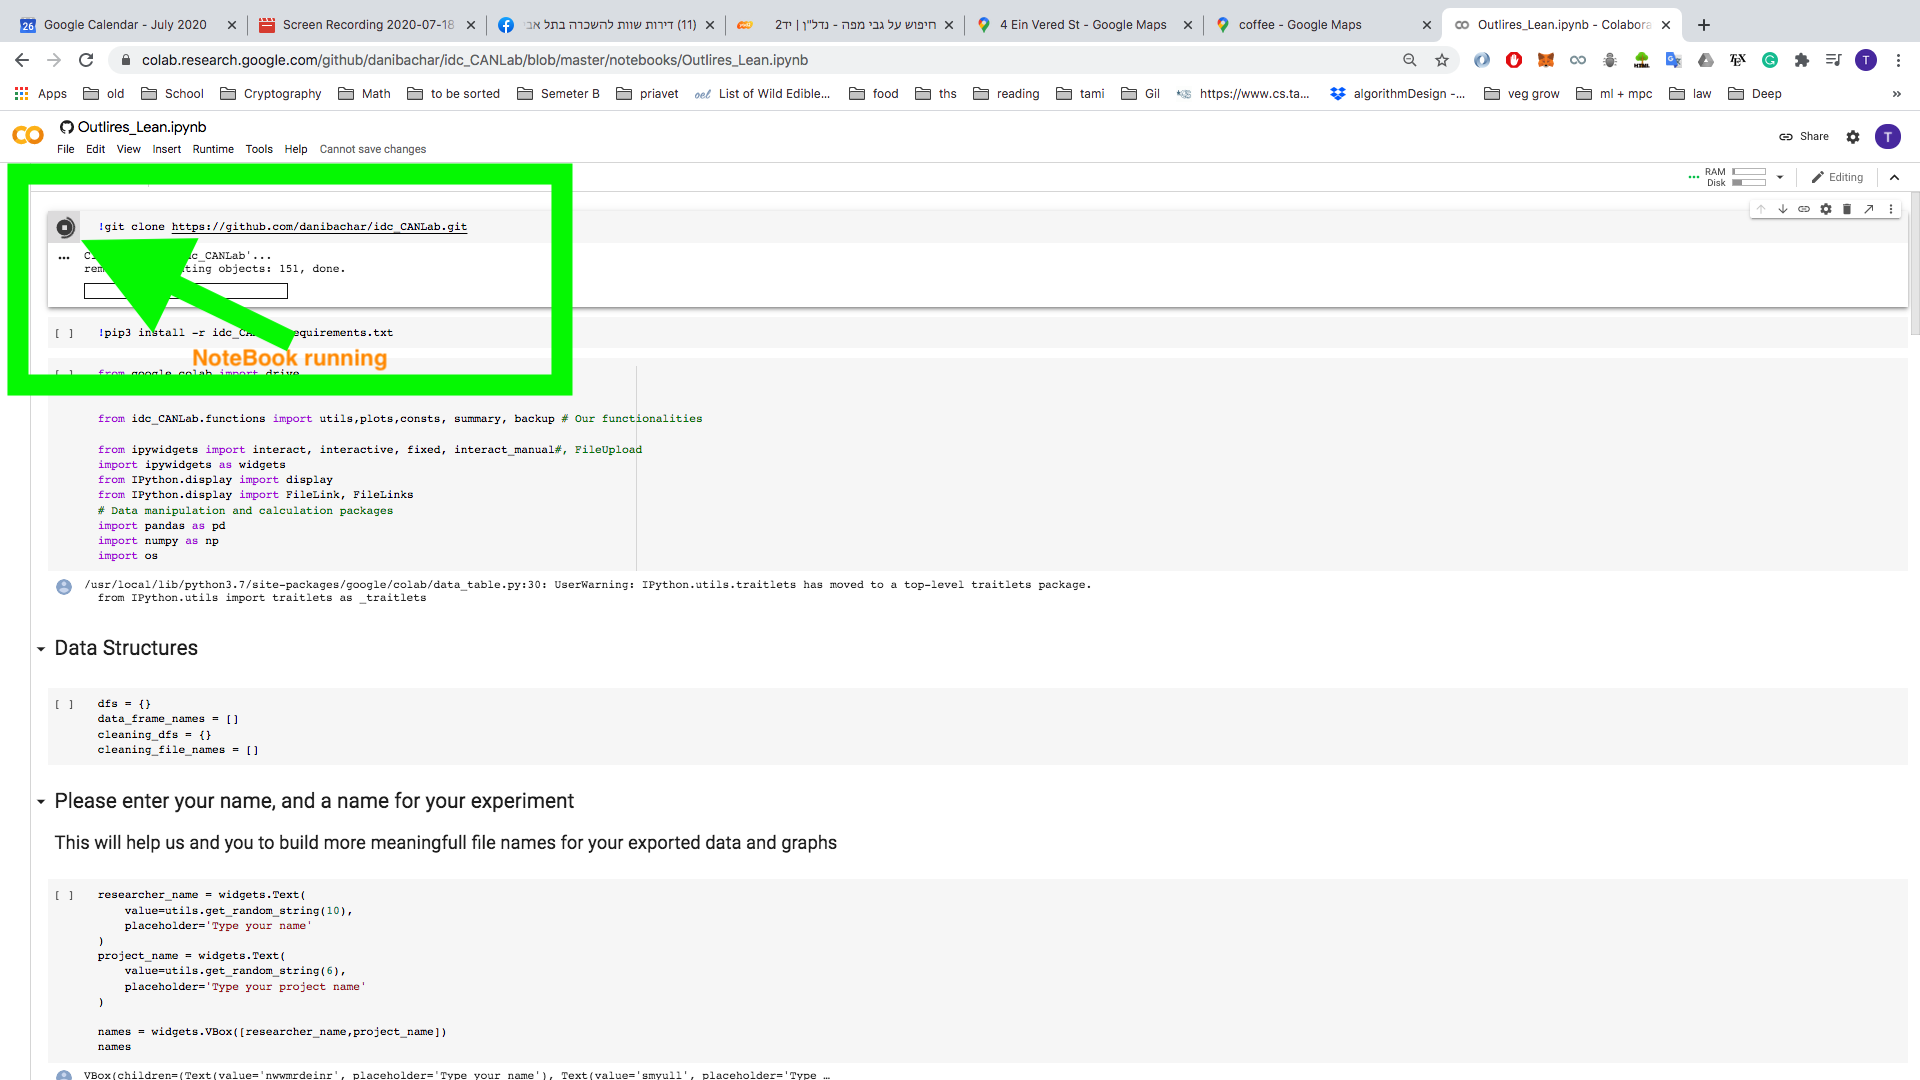 Google Calendar - July 2020
Screen Recording 2020-07-18
(11) דירות שוות להשכרה בתל אבי
חיפוש על גבי מפה - נדל"ן | יד2
4 Ein Vered St - Google Maps
coffee - Google Maps
Outlires_Lean.ipynb - Colabora
colab.research.google.com/github/danibachar/idc_CANLab/blob/master/notebooks/Outlires_Lean.ipynb
Apps
old
School
Cryptography
Math
to be sorted
Semeter B
priavet
List of Wild Edible...
food
ths
reading
tami
Gil
https://www.cs.ta...
algorithmDesign -...
veg grow
ml + mpc
law
Deep
»
Outlires_Lean.ipynb
File Edit View Insert Runtime Tools Help Cannot save changes
Share
T
RAM
Disk
Editing
!git clone https://github.com/danibachar/idc_CANLab.git
c_CANLab'...
ting objects: 151, done.
[ ] !pip3 install -r idc_CA equirements.txt
NoteBook running
[ ] from google.colab import drive
from idc_CANLab.functions import utils,plots,consts, summary, backup # Our functionalities
from ipywidgets import interact, interactive, fixed, interact_manual#, FileUpload
import ipywidgets as widgets
from IPython.display import display
from IPython.display import FileLink, FileLinks
# Data manipulation and calculation packages
import pandas as pd
import numpy as np
import os
/usr/local/lib/python3.7/site-packages/google/colab/data_table.py:30: UserWarning: IPython.utils.traitlets has moved to a top-level traitlets package.
from IPython.utils import traitlets as _traitlets
Data Structures
[ ] dfs = {}
data_frame_names = []
cleaning_dfs = {}
cleaning_file_names = []
Please enter your name, and a name for your experiment
This will help us and you to build more meaningfull file names for your exported data and graphs
[ ] researcher_name = widgets.Text(
value=utils.get_random_string(10),
placeholder='Type your name'
)
project_name = widgets.Text(
value=utils.get_random_string(6),
placeholder='Type your project name'
)
names = widgets.VBox([researcher_name,project_name])
names
VBox(children=(Text(value='nwwmrdeinr', placeholder='Type your name'), Text(value='smyull', placeholder='Type …